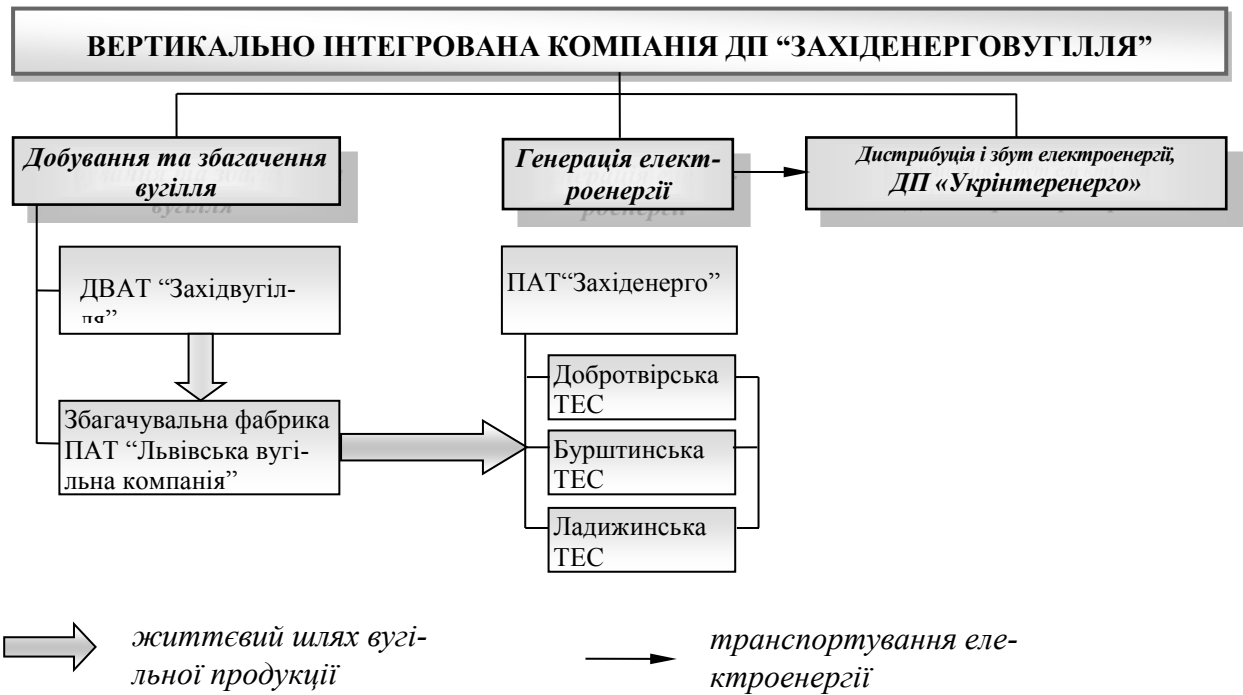 ВЕРТИКАЛЬНО ІНТЕГРОВАНА КОМПАНІЯ ДП “ЗАХІДЕНЕРГОВУГІЛЛЯ”
Добування та збагачення
вугілля
Генерація елект-
роенергії
Дистрибуція і збут електроенергії,
ДП «Укрінтеренерго»
ДВАТ “Західвугіл-
ля”
ПАТ“Західенерго”
Добротвірська
ТЕС
Збагачувальна фабрика
ПАТ “Львівська вугі-
льна компанія”
Бурштинська
ТЕС
Ладижинська
ТЕС
життєвий шлях вугі-
льної продукції
транспортування еле-
ктроенергії